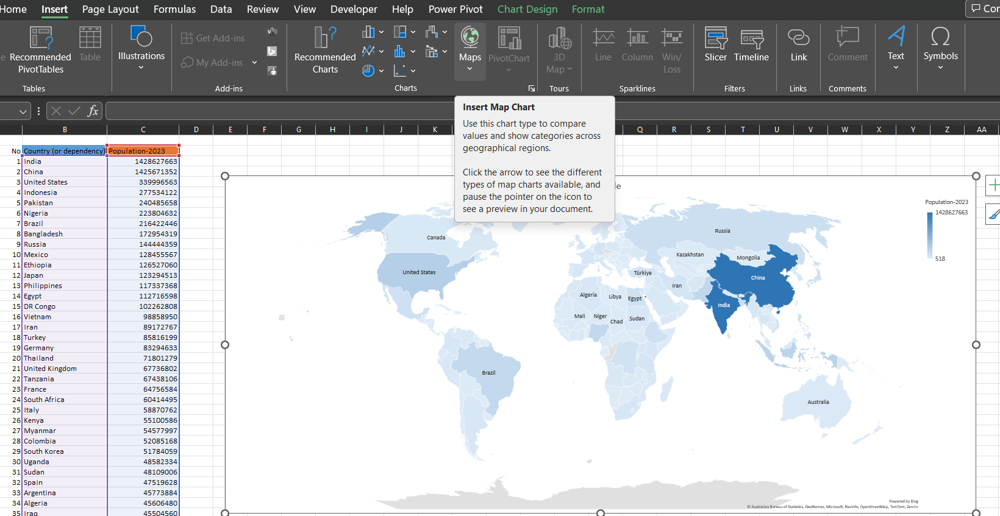 Home Insert Page Layout Formulas Data Review View Developer Help Power Pivot Chart Design Format
Recommended PivotTables
Table
Tables
Illustrations
Get Add-ins
My Add-ins
Add-ins
Recommended Charts
Maps
PivotChart
Charts
3D Map
Tours
Line
Column
Win/ Loss
Sparklines
Slicer
Timeline
Filters
Link
Links
Comment
Comments
Text
Symbols
fx
Insert Map Chart
Use this chart type to compare
values and show categories across
geographical regions.
Click the arrow to see the different
types of map charts available, and
pause the pointer on the icon to
see a preview in your document.
B C D E F G H I J K Q R S T U V W X Y Z AA
No Country (or dependency) Population-2023
1 India 1428627663
2 China 1425671352
3 United States 339996563
4 Indonesia 277534122
5 Pakistan 240485658
6 Nigeria 223804632
7 Brazil 216422446
8 Bangladesh 172954319
9 Russia 144444359
10 Mexico 128455567
11 Ethiopia 126527060
12 Japan 123294513
13 Philippines 117337368
14 Egypt 112716598
15 DR Congo 102262808
16 Vietnam 98858950
17 Iran 89172767
18 Turkey 85816199
19 Germany 83294633
20 Thailand 71801279
21 United Kingdom 67736802
22 Tanzania 67438106
23 France 64756584
24 South Africa 60414495
25 Italy 58870762
26 Kenya 55100586
27 Myanmar 54577997
28 Colombia 52085168
29 South Korea 51784059
30 Uganda 48582334
31 Sudan 48109006
32 Spain 47519628
33 Argentina 45773884
34 Algeria 45606480
35 Iraq 45504560
Population-2023
1428627663
518
Canada
Russia
United States
Kazakhstan
Mongolia
Türkiye
China
Iran
Algeria
Libya
Egypt
India
Mali
Niger
Chad
Sudan
Brazil
Australia
Powered by Bing
© Australian Bureau of Statistics, GeoNames, Microsoft, Navinfo, OpenStreetMap, TomTom, Zenrin